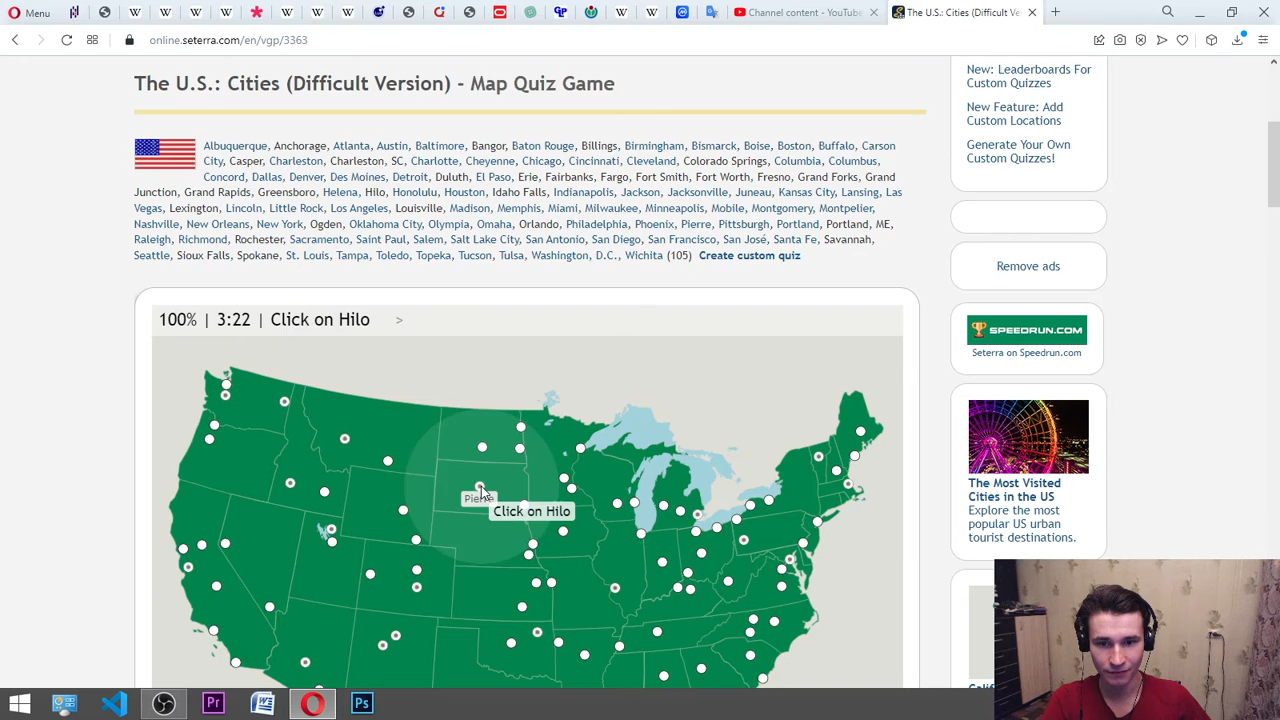 Menu
Channel content - YouTube
The U.S.: Cities (Difficult Ve
online.seterra.com/en/vgp/3363
The U.S.: Cities (Difficult Version) - Map Quiz Game
Albuquerque, Anchorage, Atlanta, Austin, Baltimore, Bangor, Baton Rouge, Billings, Birmingham, Bismarck, Boise, Boston, Buffalo, Carson
City, Casper, Charleston, Charleston, SC, Charlotte, Cheyenne, Chicago, Cincinnati, Cleveland, Colorado Springs, Columbia, Columbus,
Concord, Dallas, Denver, Des Moines, Detroit, Duluth, El Paso, Erie, Fairbanks, Fargo, Fort Smith, Fort Worth, Fresno, Grand Forks, Grand
Junction, Grand Rapids, Greensboro, Helena, Hilo, Honolulu, Houston, Idaho Falls, Indianapolis, Jackson, Jacksonville, Juneau, Kansas City, Lansing, Las
Vegas, Lexington, Lincoln, Little Rock, Los Angeles, Louisville, Madison, Memphis, Miami, Milwaukee, Minneapolis, Mobile, Montgomery, Montpelier,
Nashville, New Orleans, New York, Ogden, Oklahoma City, Olympia, Omaha, Orlando, Philadelphia, Phoenix, Pierre, Pittsburgh, Portland, Portland, ME,
Raleigh, Richmond, Rochester, Sacramento, Saint Paul, Salem, Salt Lake City, San Antonio, San Diego, San Francisco, San José, Santa Fe, Savannah,
Seattle, Sioux Falls, Spokane, St. Louis, Tampa, Toledo, Topeka, Tucson, Tulsa, Washington, D.C., Wichita (105) Create custom quiz
100% | 3:22 | Click on Hilo >
Pierre
Click on Hilo
New: Leaderboards For
Custom Quizzes
New Feature: Add
Custom Locations
Generate Your Own
Custom Quizzes!
Remove ads
SPEEDRUN.COM
Seterra on Speedrun.com
The Most Visited
Cities in the US
Explore the most
popular US urban
tourist destinations.
Pr
Ps